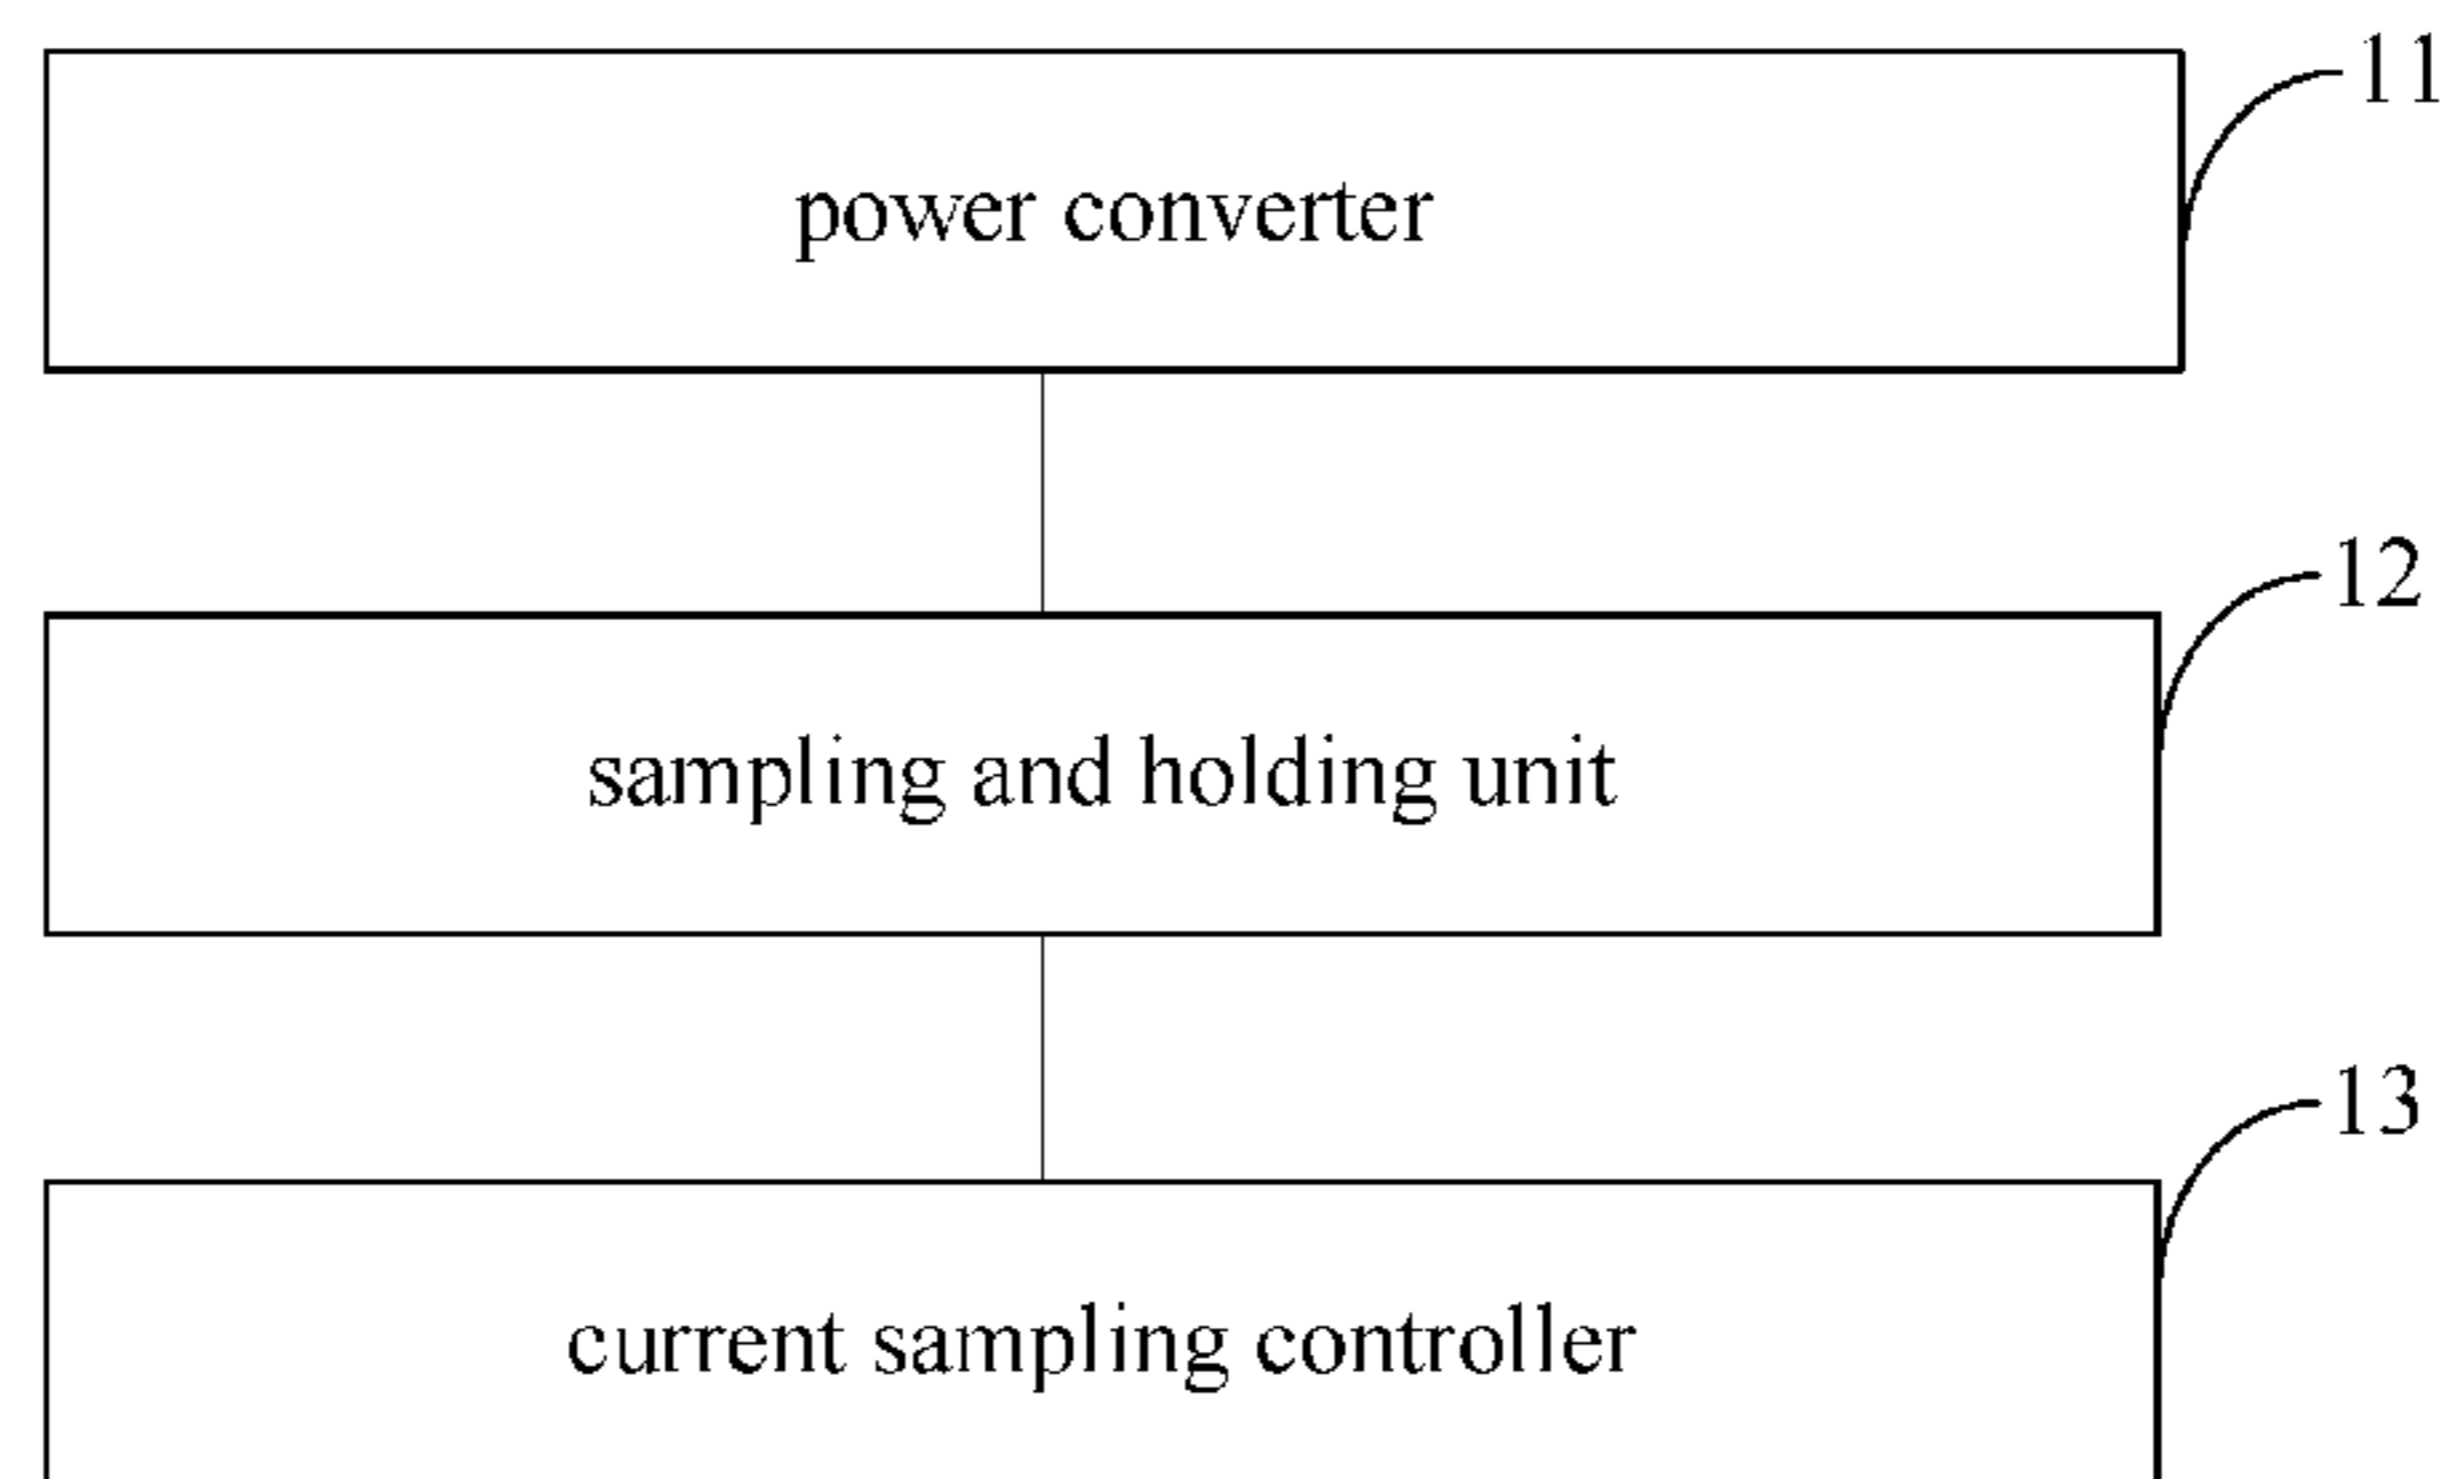 11
power converter
12
sampling and holding unit
13
current sampling controller